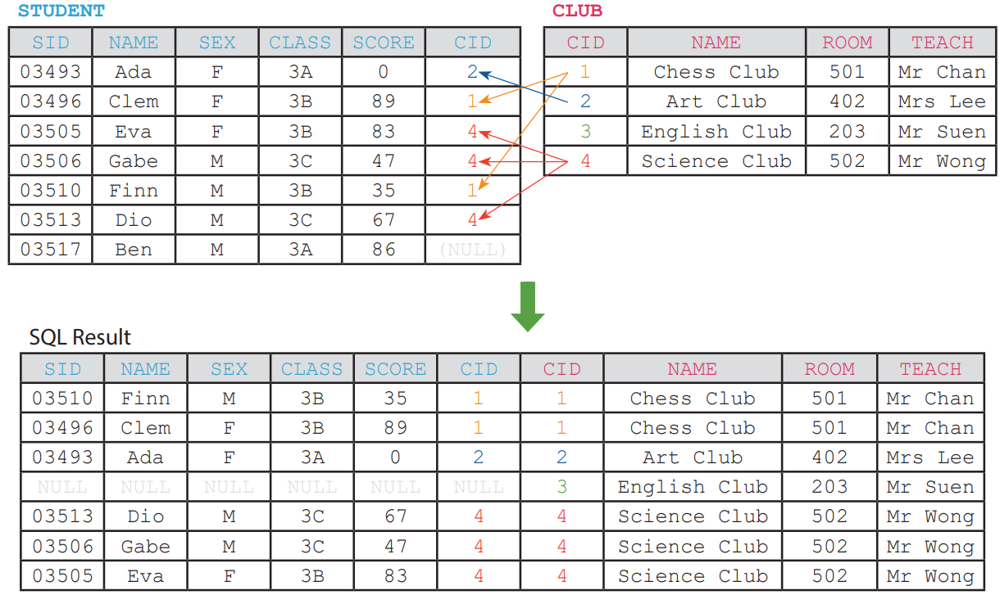 STUDENT CLUB
SID NAME SEX CLASS SCORE CID CID NAME ROOM TEACH
03493 Ada F 3A 0 2 1 Chess Club 501 Mr Chan
03496 Clem F 3B 89 1 2 Art Club 402 Mrs Lee
03505 Eva F 3B 83 4 3 English Club 203 Mr Suen
03506 Gabe M 3C 47 4 4 Science Club 502 Mr Wong
03510 Finn M 3B 35 1
03513 Dio M 3C 67 4
03517 Ben M 3A 86 (NULL)
SQL Result
SID NAME SEX CLASS SCORE CID CID NAME ROOM TEACH
03510 Finn M 3B 35 1 1 Chess Club 501 Mr Chan
03496 Clem F 3B 89 1 1 Chess Club 501 Mr Chan
03493 Ada F 3A 0 2 2 Art Club 402 Mrs Lee
NULL NULL NULL NULL NULL NULL 3 English Club 203 Mr Suen
03513 Dio M 3C 67 4 4 Science Club 502 Mr Wong
03506 Gabe M 3C 47 4 4 Science Club 502 Mr Wong
03505 Eva F 3B 83 4 4 Science Club 502 Mr Wong